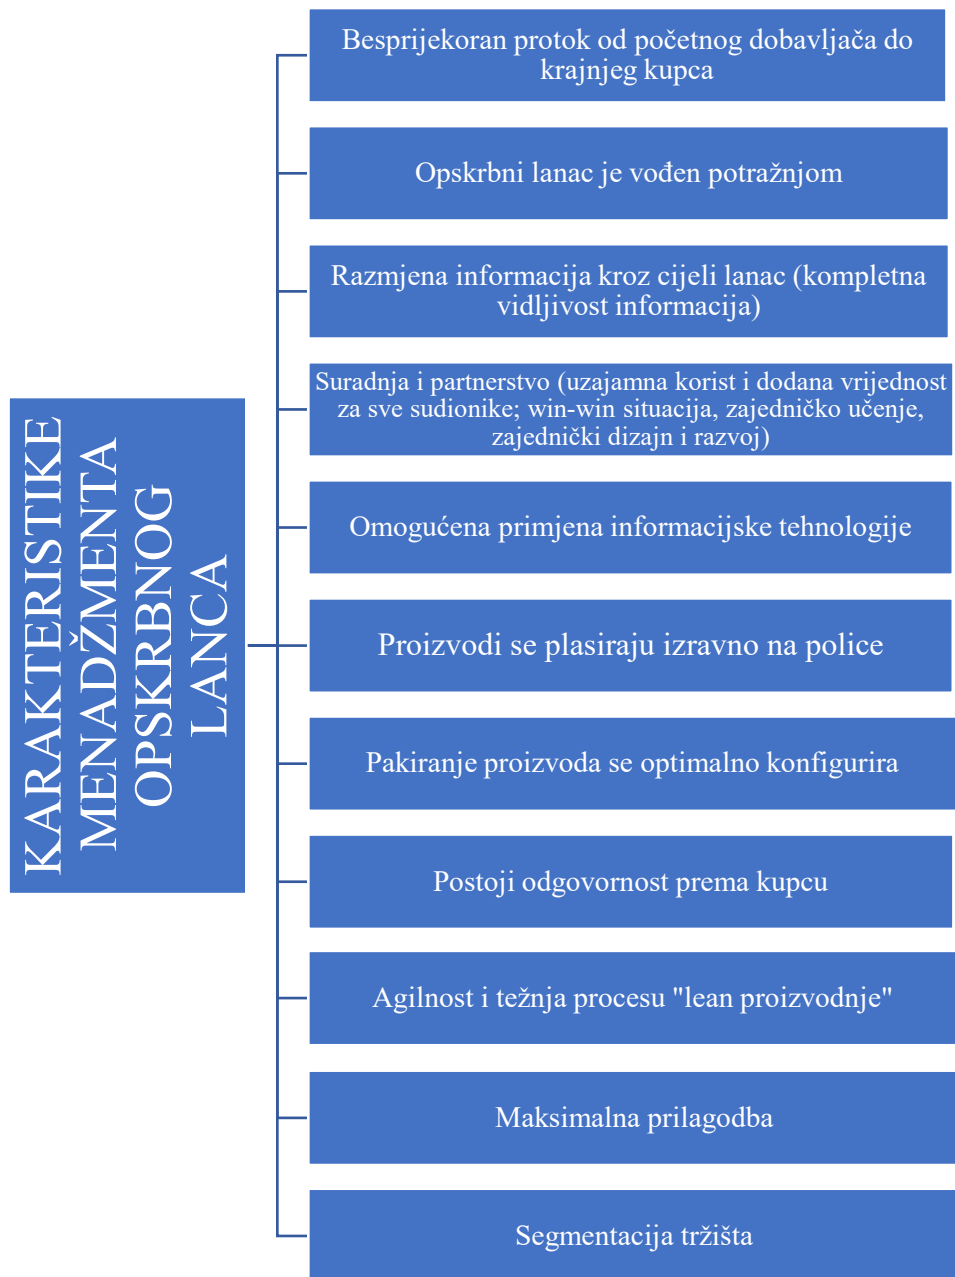 KARAKTERISTIKE
MENADŽMENTA
OPSKRBNOG
LANCA
Besprijekoran protok od početnog dobavljača do
krajnjeg kupca
Opskrbni lanac je vođen potražnjom
Razmjena informacija kroz cijeli lanac (kompletna
vidljivost informacija)
Suradnja i partnerstvo (uzajamna korist i dodana vrijednost
za sve sudionike; win-win situacija, zajedničko učenje,
zajednički dizajn i razvoj)
Omogućena primjena informacijske tehnologije
Proizvodi se plasiraju izravno na police
Pakiranje proizvoda se optimalno konfigurira
Postoji odgovornost prema kupcu
Agilnost i težnja procesu "lean proizvodnje"
Maksimalna prilagodba
Segmentacija tržišta